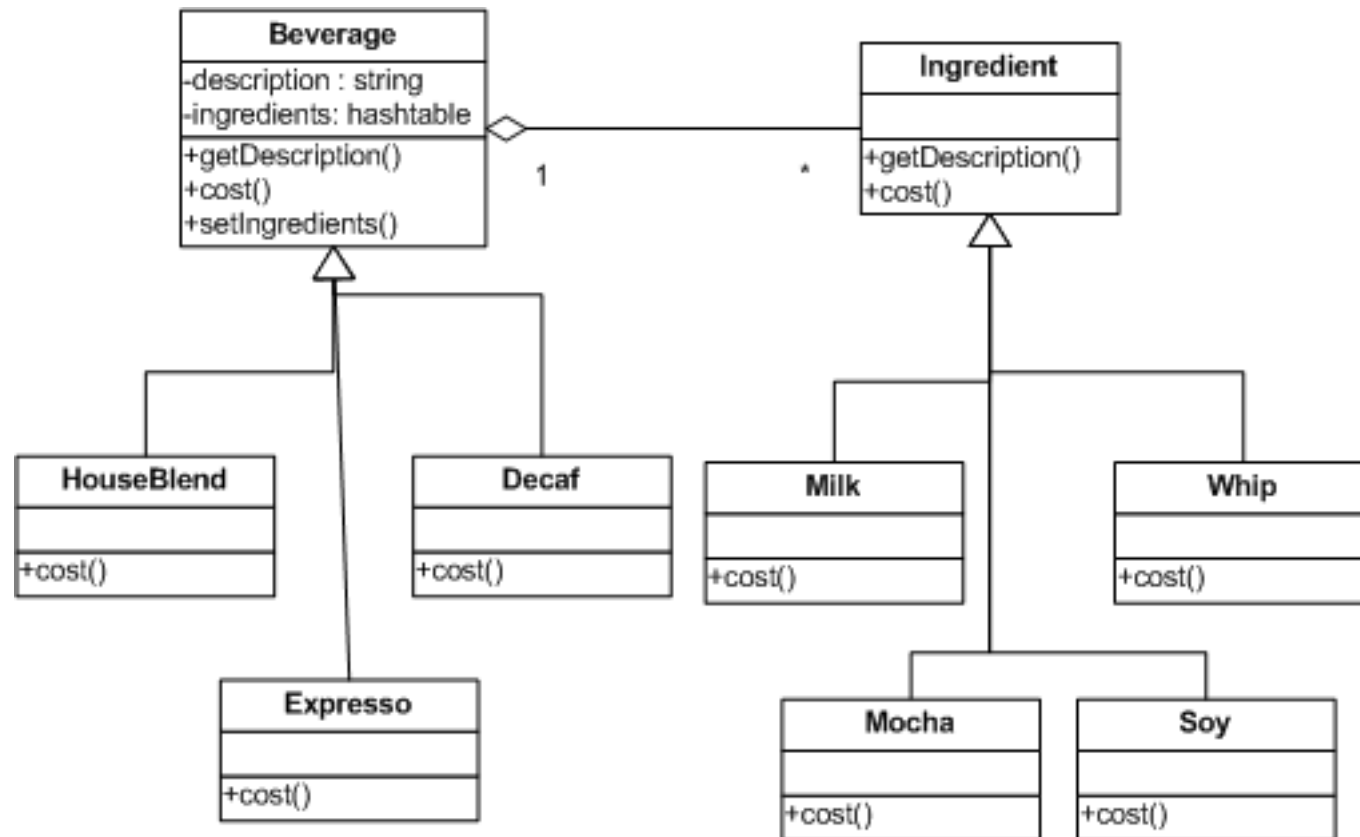 Beverage
-description : string
-ingredients: hashtable
+getDescription()
+cost()
+setIngredients()
1
*
Ingredient
+getDescription()
+cost()
HouseBlend
+cost()
Decaf
+cost()
Expresso
+cost()
Milk
+cost()
Whip
+cost()
Mocha
+cost()
Soy
+cost()